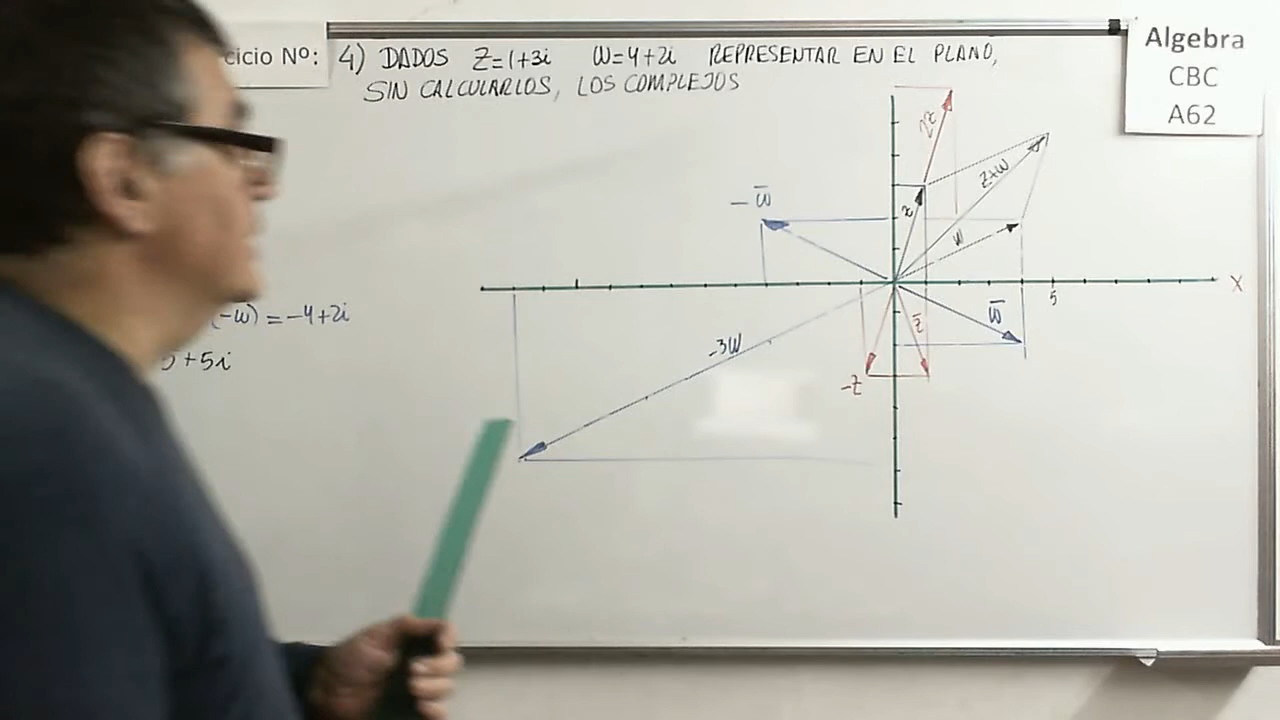 cicio Nº: 4) DADOS Z=1+3i W=4+2i REPRESENTAR EN EL PLANO,
SIN CALCULARLOS, LOS COMPLEJOS
Algebra
CBC
A62
2z
z+w
-w̅
z
w
X
5
(-w) = -4+2i
5+5i
-3W
z̅
w̅
-z